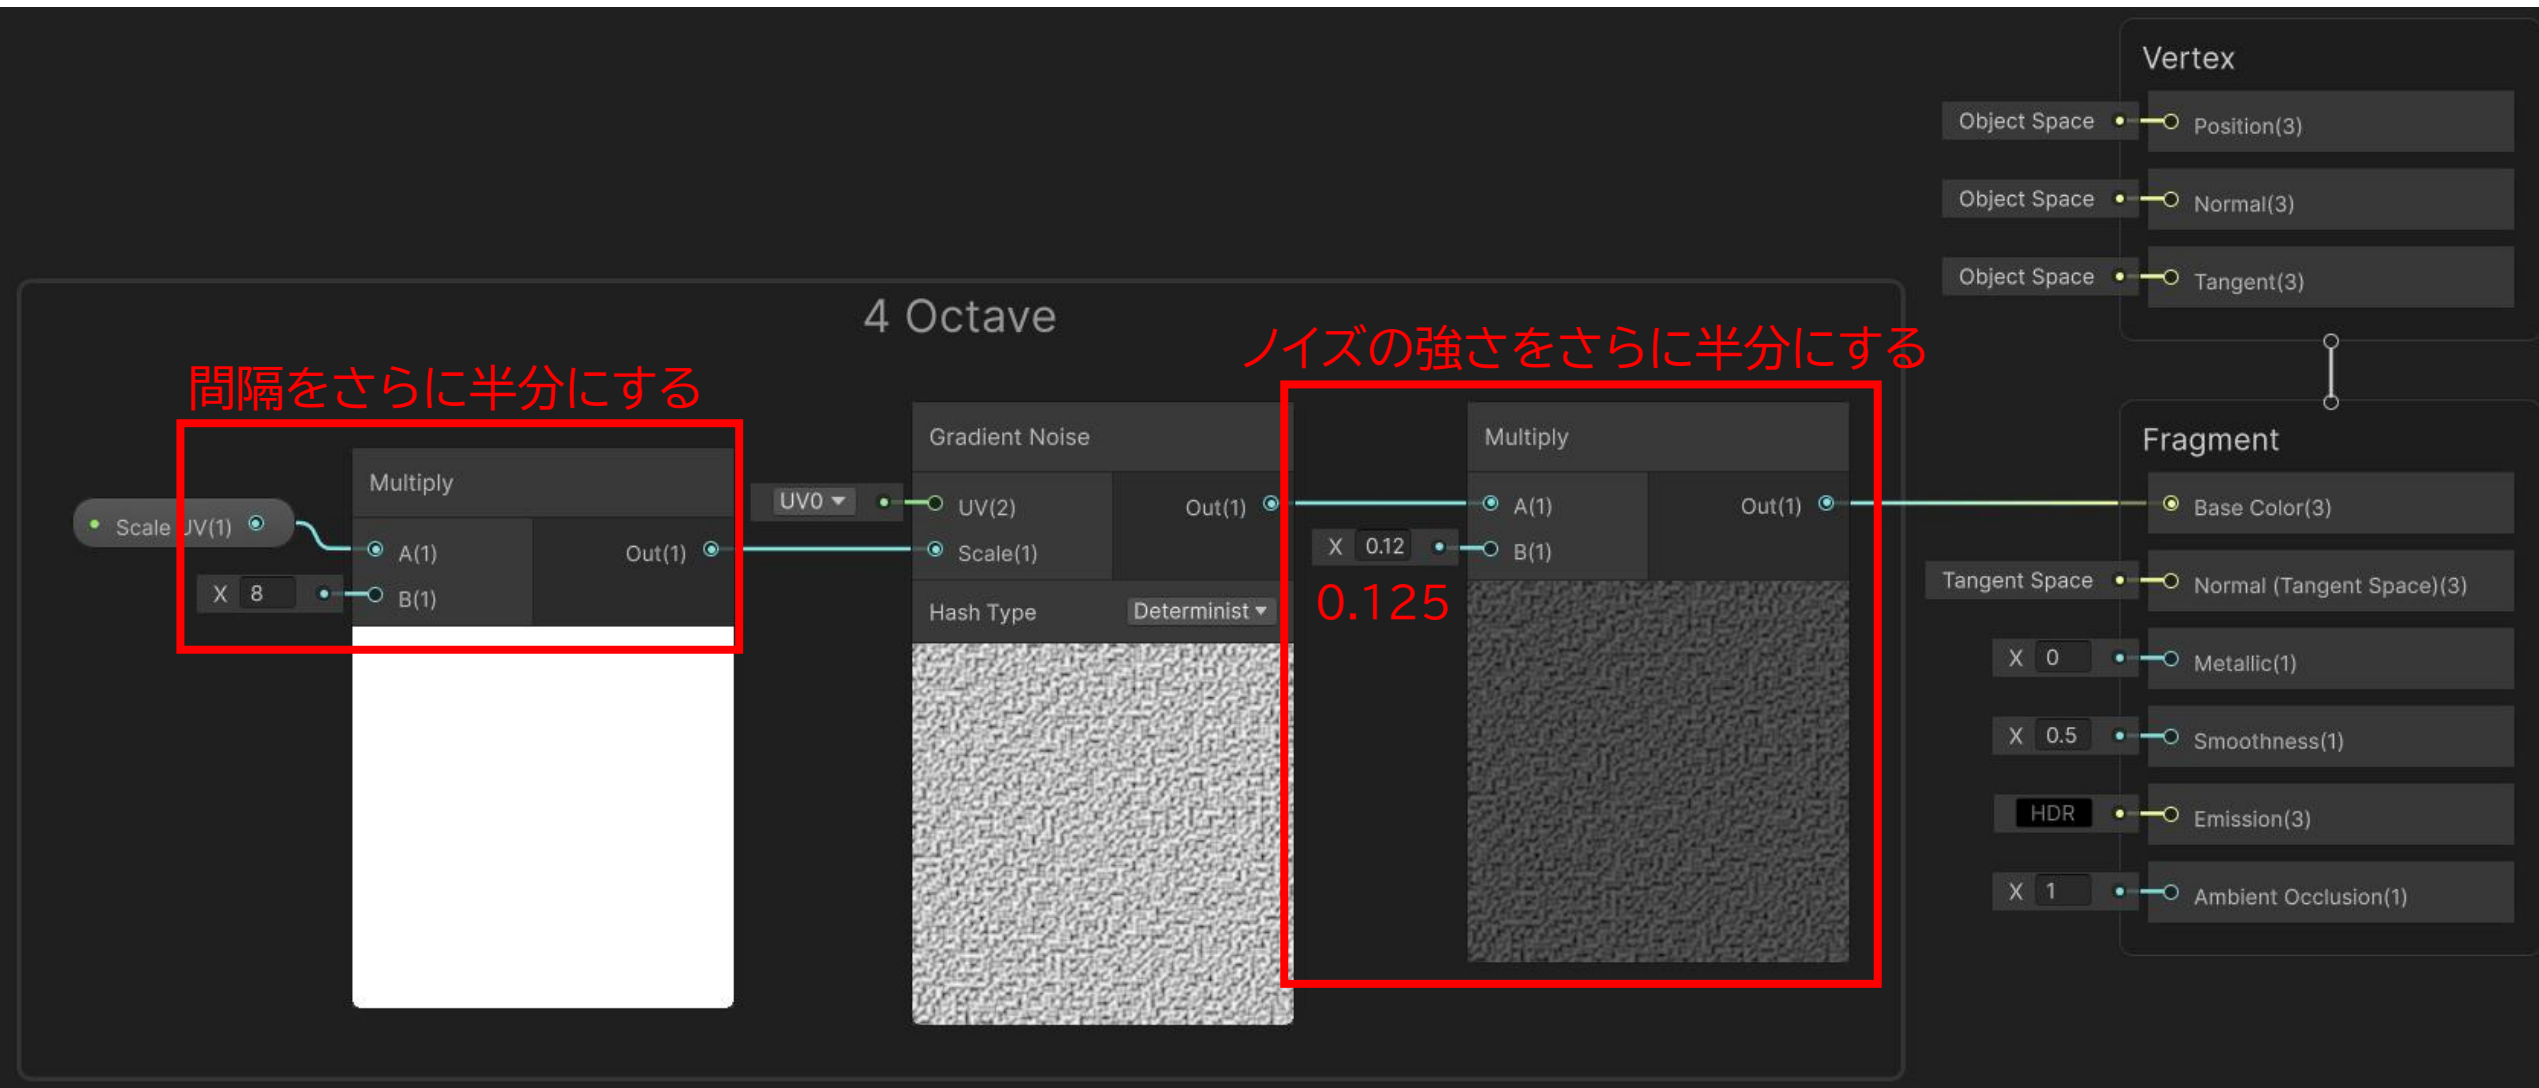 Vertex
Object Space
Position(3)
Object Space
Normal(3)
Object Space
Tangent(3)
4 Octave
間隔をさらに半分にする
ノイズの強さをさらに半分にする
Scale UV(1)
Multiply
A(1)
Out(1)
X 8
B(1)
Gradient Noise
UV0
UV(2)
Out(1)
Scale(1)
Hash Type
Determinist
Multiply
A(1)
Out(1)
X 0.12
B(1)
0.125
Fragment
Base Color(3)
Tangent Space
Normal (Tangent Space)(3)
X 0
Metallic(1)
X 0.5
Smoothness(1)
HDR
Emission(3)
X 1
Ambient Occlusion(1)